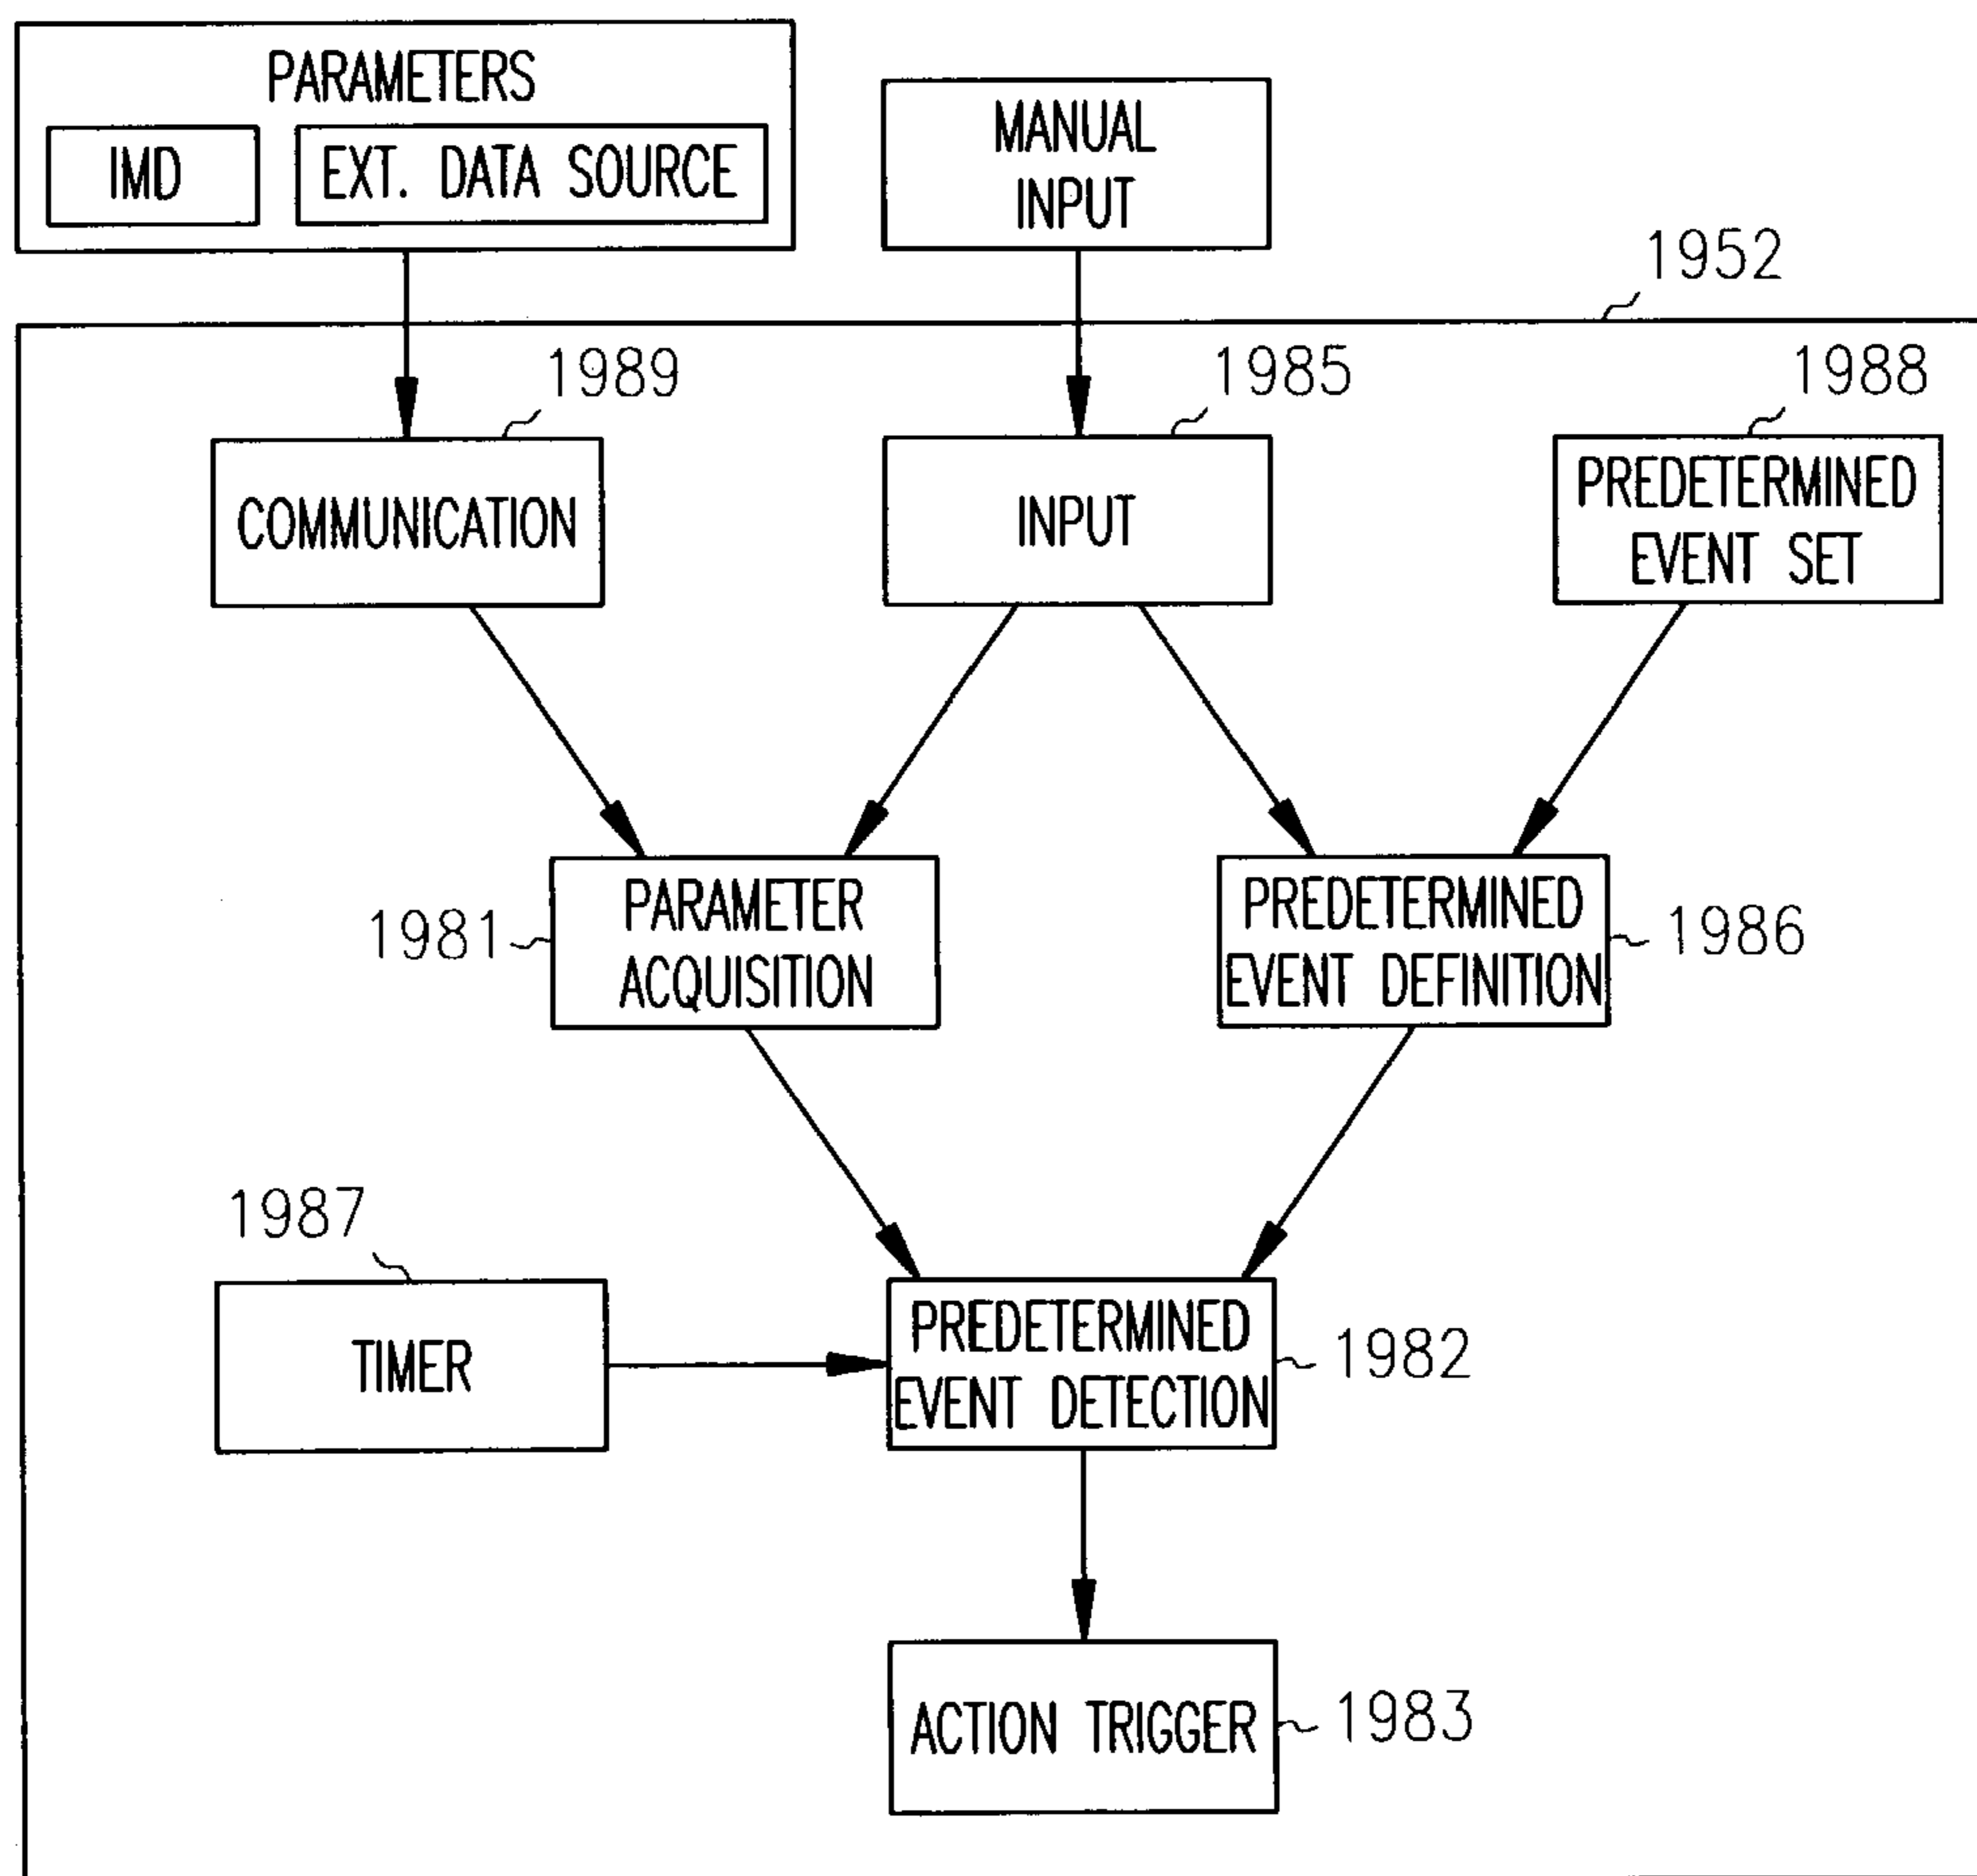 PARAMETERS
IMD
EXT. DATA SOURCE
MANUAL
INPUT
1952
1989
1985
1988
COMMUNICATION
INPUT
PREDETERMINED
EVENT SET
1981
PARAMETER
ACQUISITION
PREDETERMINED
EVENT DEFINITION
1986
1987
TIMER
PREDETERMINED
EVENT DETECTION
1982
ACTION TRIGGER
1983